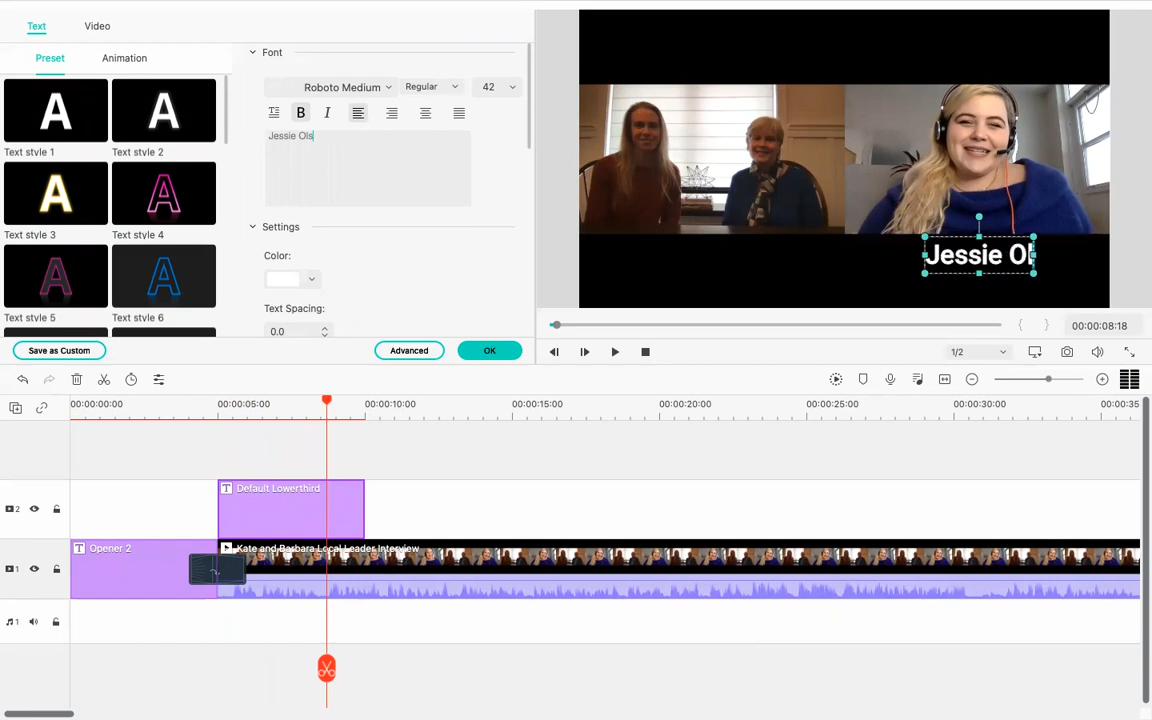 Text Video
Preset Animation
A A
Text style 1 Text style 2
A A
Text style 3 Text style 4
A A
Text style 5 Text style 6
Font
Roboto Medium Regular 42
B I
Jessie Ols
Settings
Color:
Text Spacing:
0.0
Save as Custom Advanced OK
Jessie Ol
00:00:08:18
1/2
00:00:00:00 00:00:05:00 00:00:10:00 00:00:15:00 00:00:20:00 00:00:25:00 00:00:30:00 00:00:35
2 T Default Lowerthird
1 T Opener 2 Kate and Barbara Local Leader Interview
1